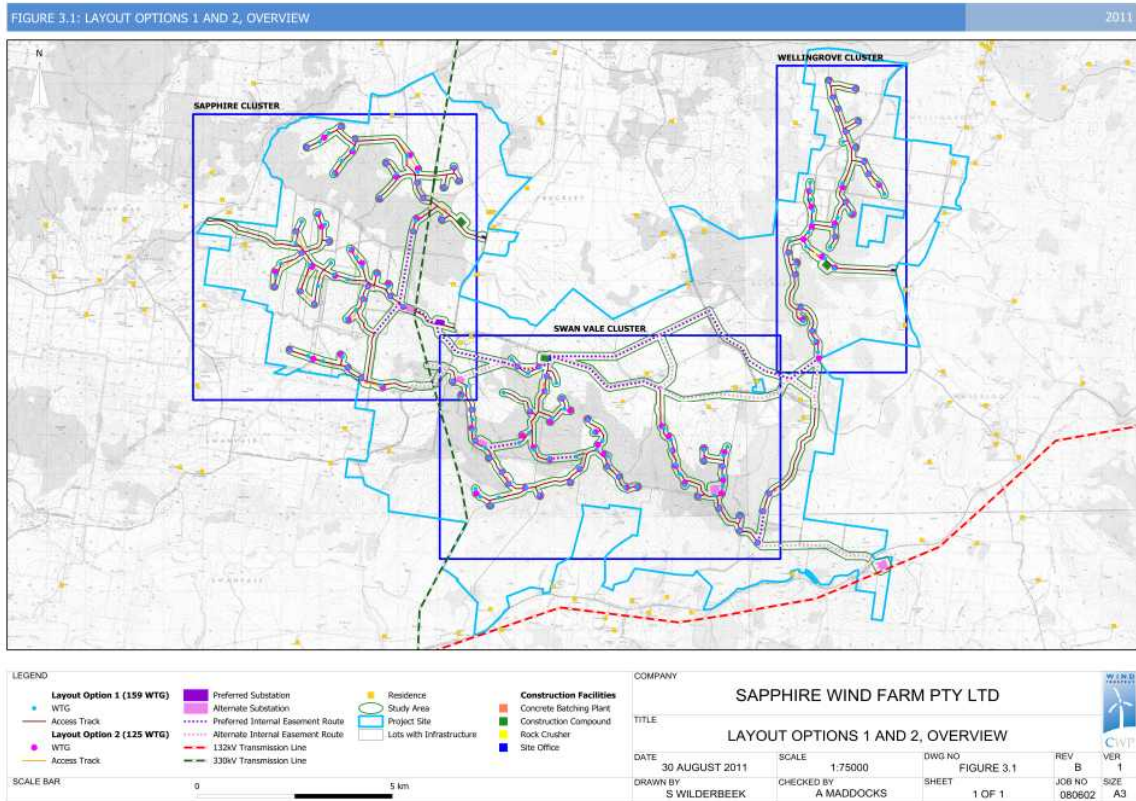 FIGURE 3.1: LAYOUT OPTIONS 1 AND 2, OVERVIEW
2011
N
WELLINGROVE CLUSTER
SAPPHIRE CLUSTER
SWAN VALE CLUSTER
LEGEND
Layout Option 1 (159 WTG)
WTG
Access Track
Layout Option 2 (125 WTG)
WTG
Access Track
Preferred Substation
Alternate Substation
Preferred Internal Easement Route
Alternate Internal Easement Route
132kV Transmission Line
330kV Transmission Line
Residence
Study Area
Project Site
Lots with Infrastructure
Construction Facilities
Concrete Batching Plant
Construction Compound
Rock Crusher
Site Office
SCALE BAR
0 5 km
COMPANY
SAPPHIRE WIND FARM PTY LTD
TITLE
LAYOUT OPTIONS 1 AND 2, OVERVIEW
DATE
30 AUGUST 2011
SCALE
1:75000
DWG NO
FIGURE 3.1
REV
B
VER
1
DRAWN BY
S WILDERBEEK
CHECKED BY
A MADDOCKS
SHEET
1 OF 1
JOB NO
080602
SIZE
A3
WIND
CWP